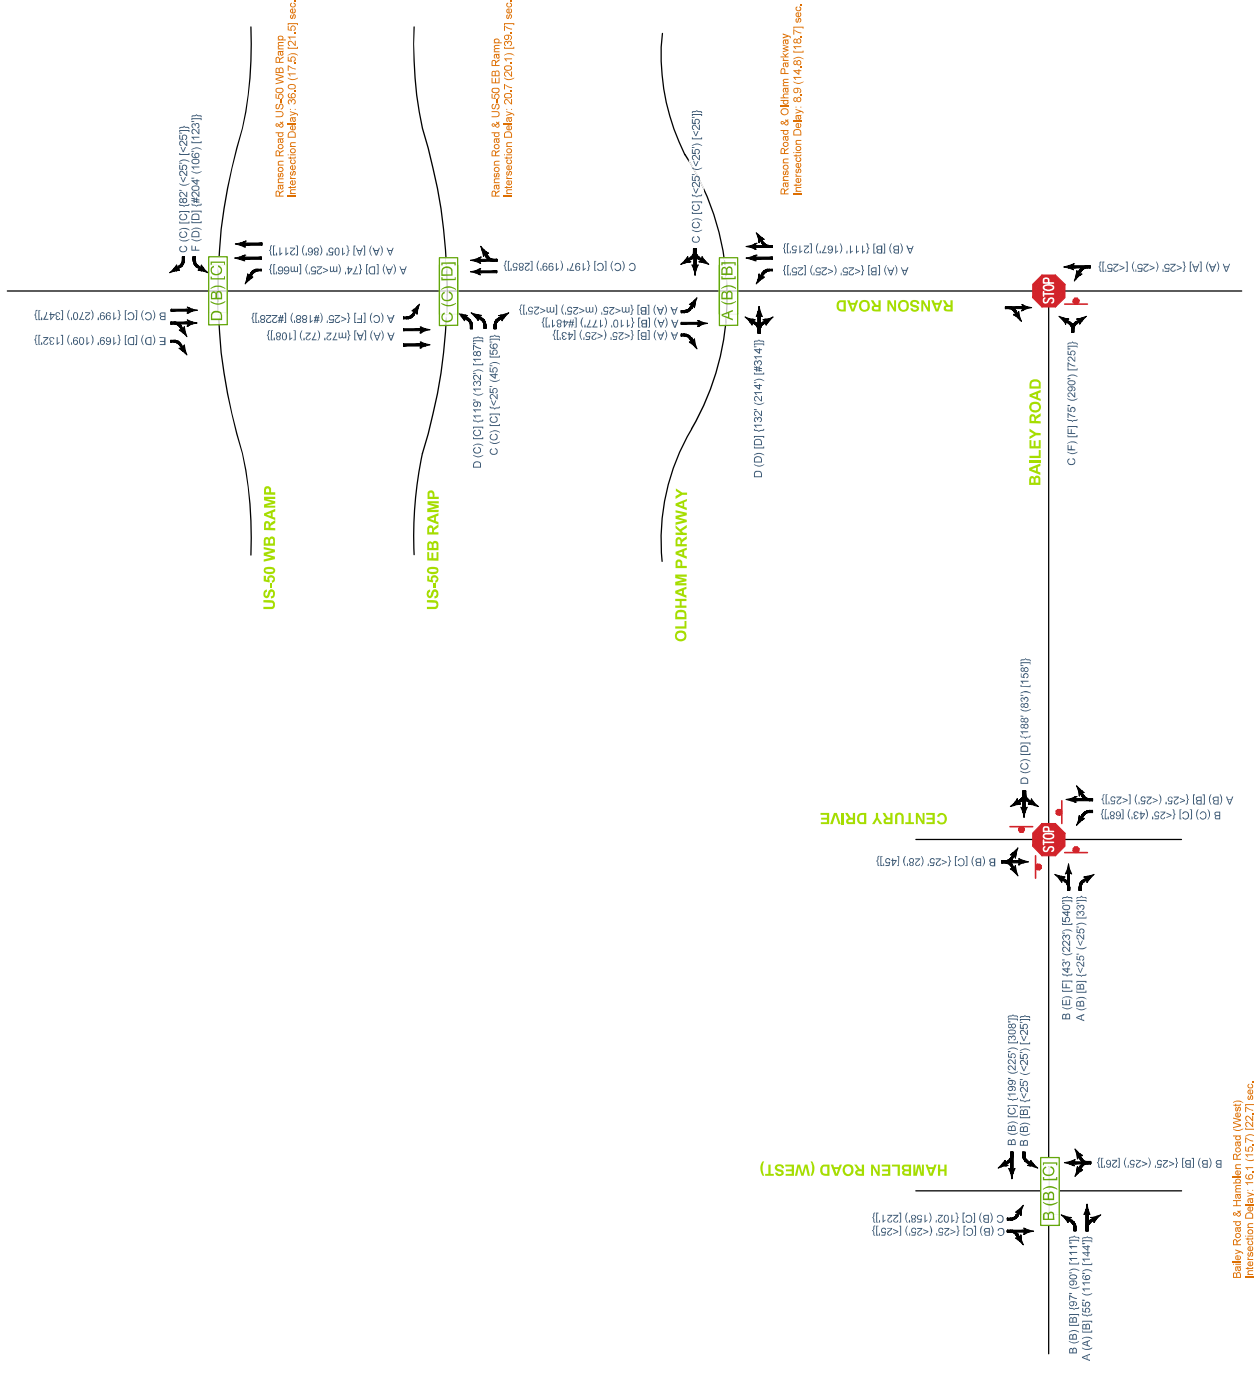 Ranson Road & US-50 WB Ramp
Intersection Delay: 36.0 (17.5) [21.5] sec.
C (C) [C] {82' (<25') [<25']}
F (D) [D] {#204' (106') [123']}
B (C) [C] {199' (270') [347']}
E (D) [D] {169' (109') [132']}
D (B) [C]
A (A) [A] {105' (86') [211']}
A (A) [D] {74' (m<25') [m66']}
US-50 WB RAMP
Ranson Road & US-50 EB Ramp
Intersection Delay: 20.7 (20.1) [39.7] sec.
A (C) [F] {<25' (#188') [#228']}
A (A) [A] {m72' (72') [108']}
C (C) [D]
C (C) [C] {197' (199') [285']}
D (C) [C] {119' (132') [187']}
C (C) [C] {<25' (45') [56']}
US-50 EB RAMP
Ranson Road & Oldham Parkway
Intersection Delay: 8.9 (14.8) [18.7] sec.
C (C) [C] {<25' (<25') [<25']}
A (A) [B] {m<25' (m<25') [m<25']}
A (A) [B] {110' (177') [#481']}
A (A) [B] {<25' (<25') [43']}
A (B) [B]
A (B) [B] {111' (167') [215']}
A (A) [B] {<25' (<25') [25']}
D (D) [D] {132' (214') [#314']}
OLDHAM PARKWAY
RANSON ROAD
STOP
A (A) [A] {<25' (<25') [<25']}
C (F) [F] {75' (290') [725']}
BAILEY ROAD
D (C) [D] {188' (83') [158']}
CENTURY DRIVE
STOP
A (B) [B] {<25' (<25') [<25']}
B (C) [C] {<25' (43') [68']}
B (B) [C] {<25' (28') [45']}
B (E) [F] {43' (223') [540']}
A (B) [B] {<25' (<25') [33']}
B (B) [C] {199' (225') [308']}
B (B) [B] {<25' (<25') [<25']}
HAMBLEN ROAD (WEST)
B (B) [C]
B (B) [B] {<25' (<25') [26']}
C (B) [C] {102' (158') [221']}
C (B) [C] {<25' (<25') [<25']}
B (B) [B] {97' (90') [111']}
A (A) [B] {55' (116') [144']}
Bailey Road & Hamblen Road (West)
Intersection Delay: 16.1 (15.7) [22.7] sec.